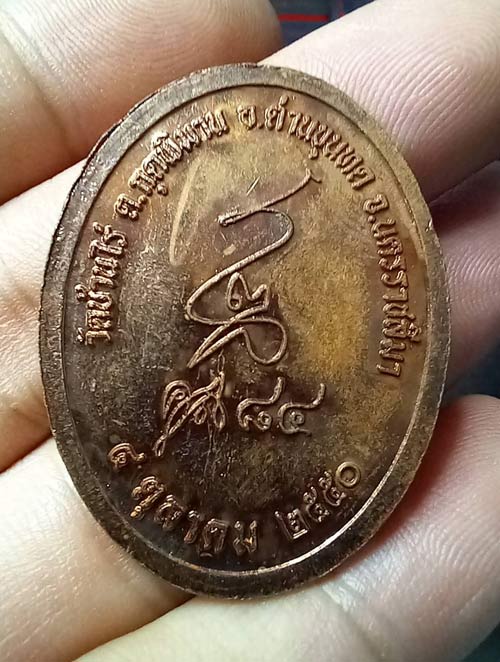 วัดบ้านไร่ ต.กุดพิมาน อ.ด่านขุนทด จ.นครราชสีมา
๘๔
๔ ตุลาคม ๒๕๕๐